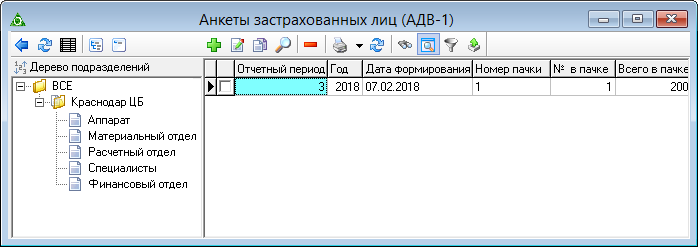 Анкеты застрахованных лиц (АДВ-1)
Дерево подразделений
ВСЕ
Краснодар ЦБ
Аппарат
Материальный отдел
Расчетный отдел
Специалисты
Финансовый отдел
Отчетный период Год Дата формирования Номер пачки № в пачке Всего в пачке
3 2018 07.02.2018 1 1 200